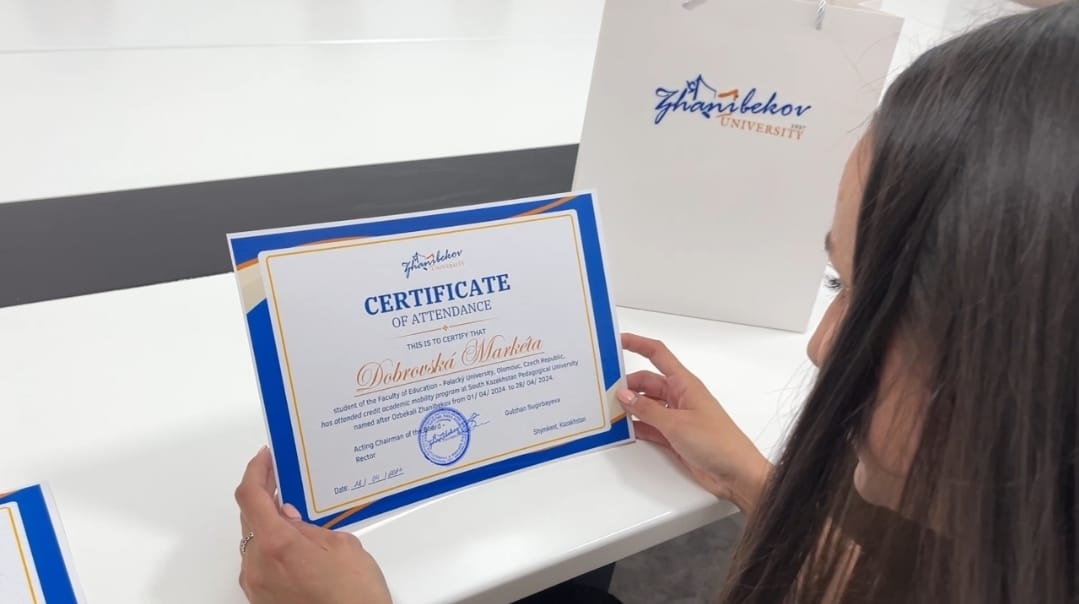 Zhanibekov
UNIVERSITY
1937
Zhanibekov
UNIVERSITY
CERTIFICATE
OF ATTENDANCE
THIS IS TO CERTIFY THAT
Dobrovská Markéta
student of the Faculty of Education - Palacký University, Olomouc, Czech Republic,
has attended credit academic mobility program at South Kazakhstan Pedagogical University
named after Ozbekali Zhanibekov from 01/ 04/ 2024 to 28/ 04/ 2024.
Acting Chairman of the Board -
Rector
Gulzhan Sugirbayeva
Shymkent, Kazakhstan
Date: